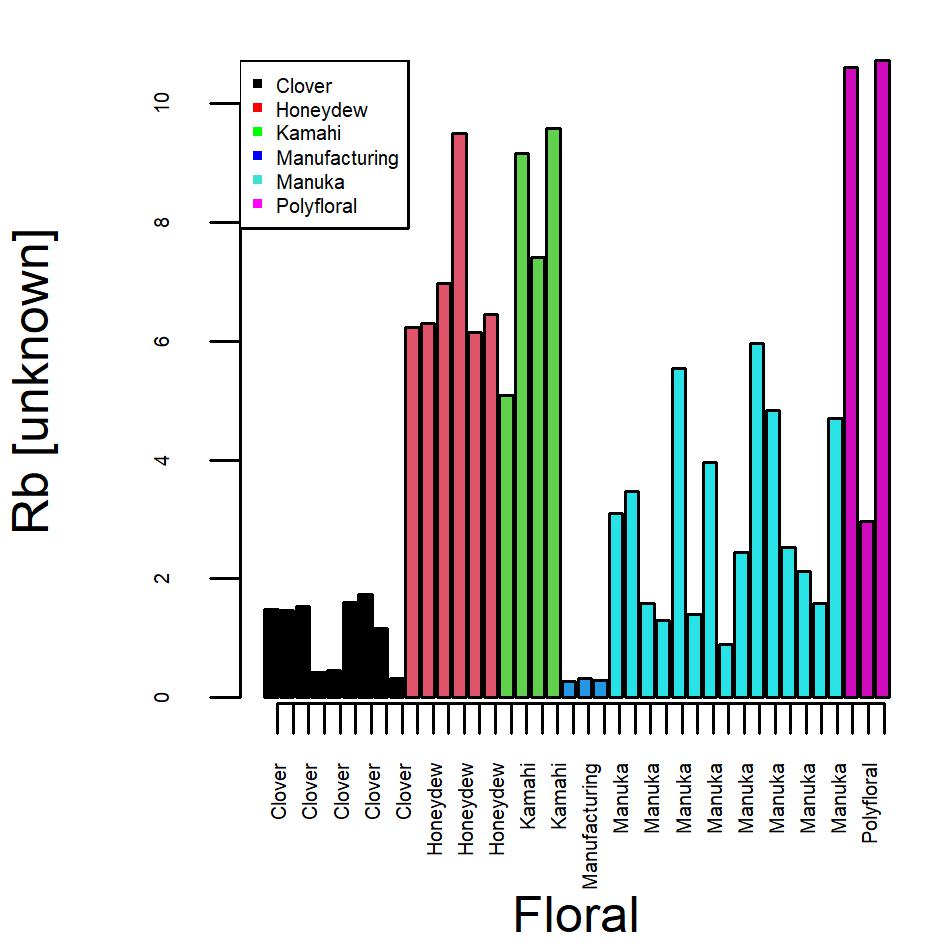 Clover
Honeydew
Kamahi
Manufacturing
Manuka
Polyfloral
Rb [unknown]
10
8
6
4
2
0
Clover
Clover
Clover
Clover
Clover
Honeydew
Honeydew
Honeydew
Kamahi
Kamahi
Manufacturing
Manuka
Manuka
Manuka
Manuka
Manuka
Manuka
Manuka
Manuka
Polyfloral
Floral